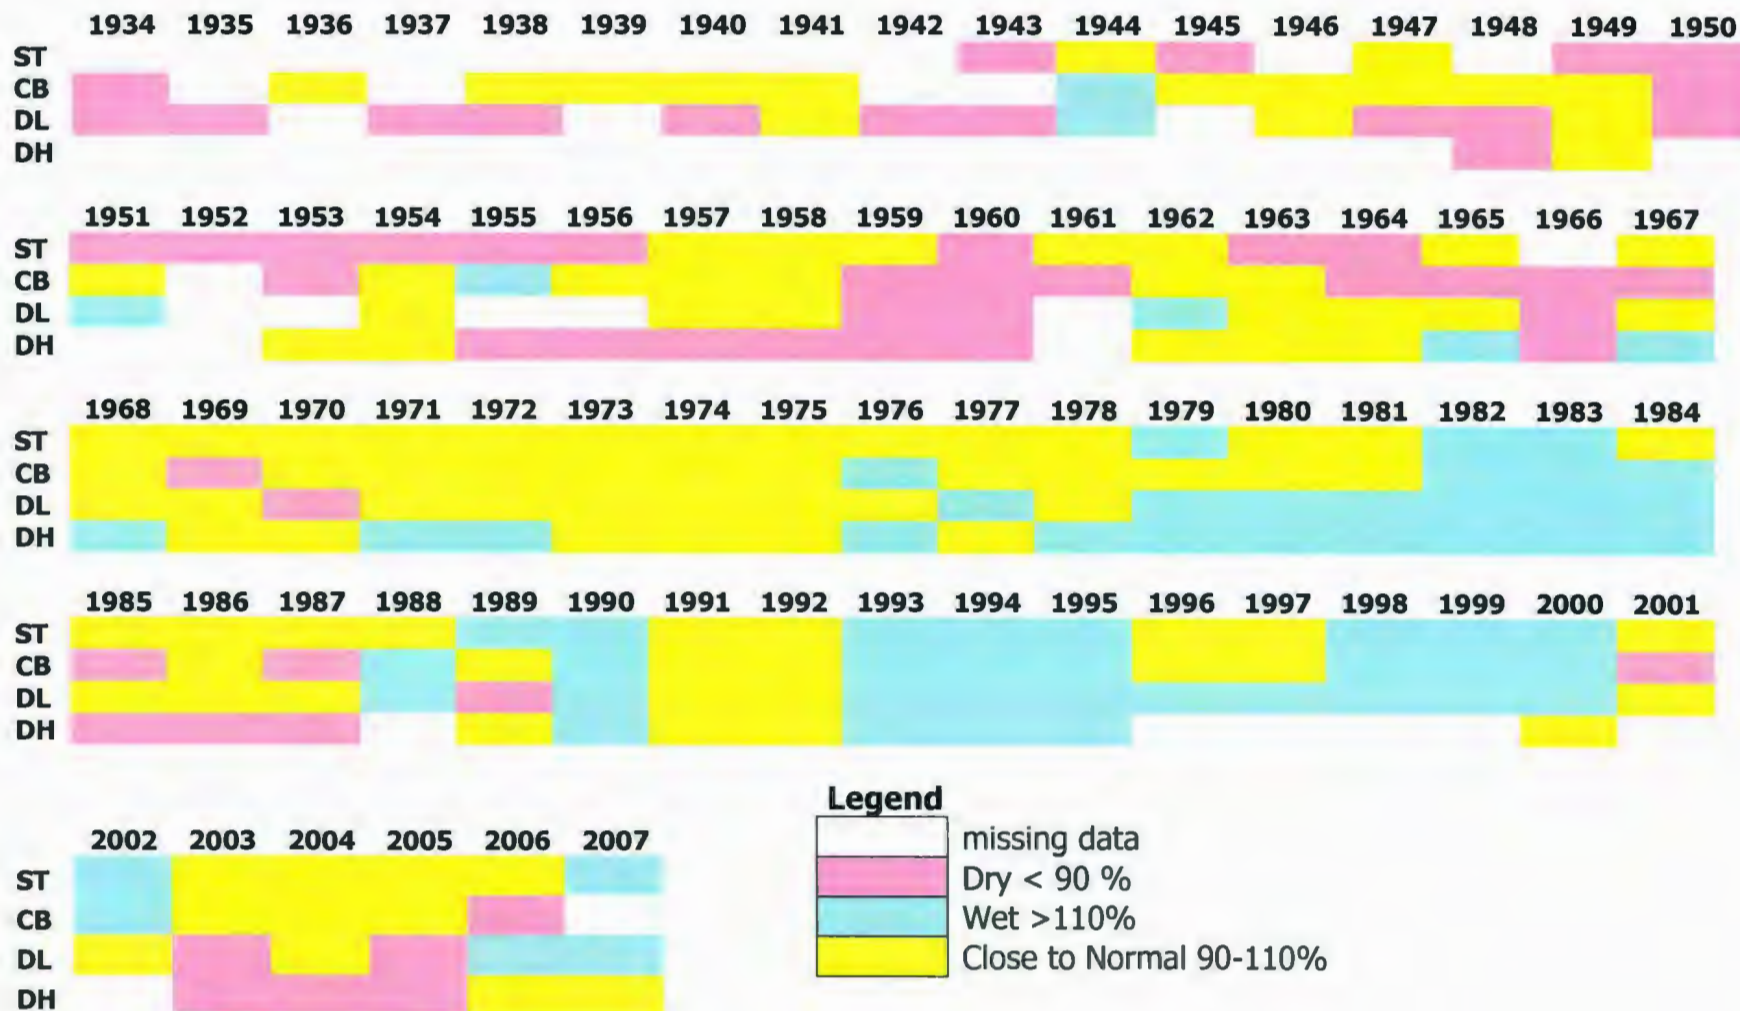 1934 1935 1936 1937 1938 1939 1940 1941 1942 1943 1944 1945 1946 1947 1948 1949 1950
ST
CB
DL
DH
1951 1952 1953 1954 1955 1956 1957 1958 1959 1960 1961 1962 1963 1964 1965 1966 1967
ST
CB
DL
DH
1968 1969 1970 1971 1972 1973 1974 1975 1976 1977 1978 1979 1980 1981 1982 1983 1984
ST
CB
DL
DH
1985 1986 1987 1988 1989 1990 1991 1992 1993 1994 1995 1996 1997 1998 1999 2000 2001
ST
CB
DL
DH
2002 2003 2004 2005 2006 2007
ST
CB
DL
DH
Legend
missing data
Dry < 90 %
Wet >110%
Close to Normal 90-110%